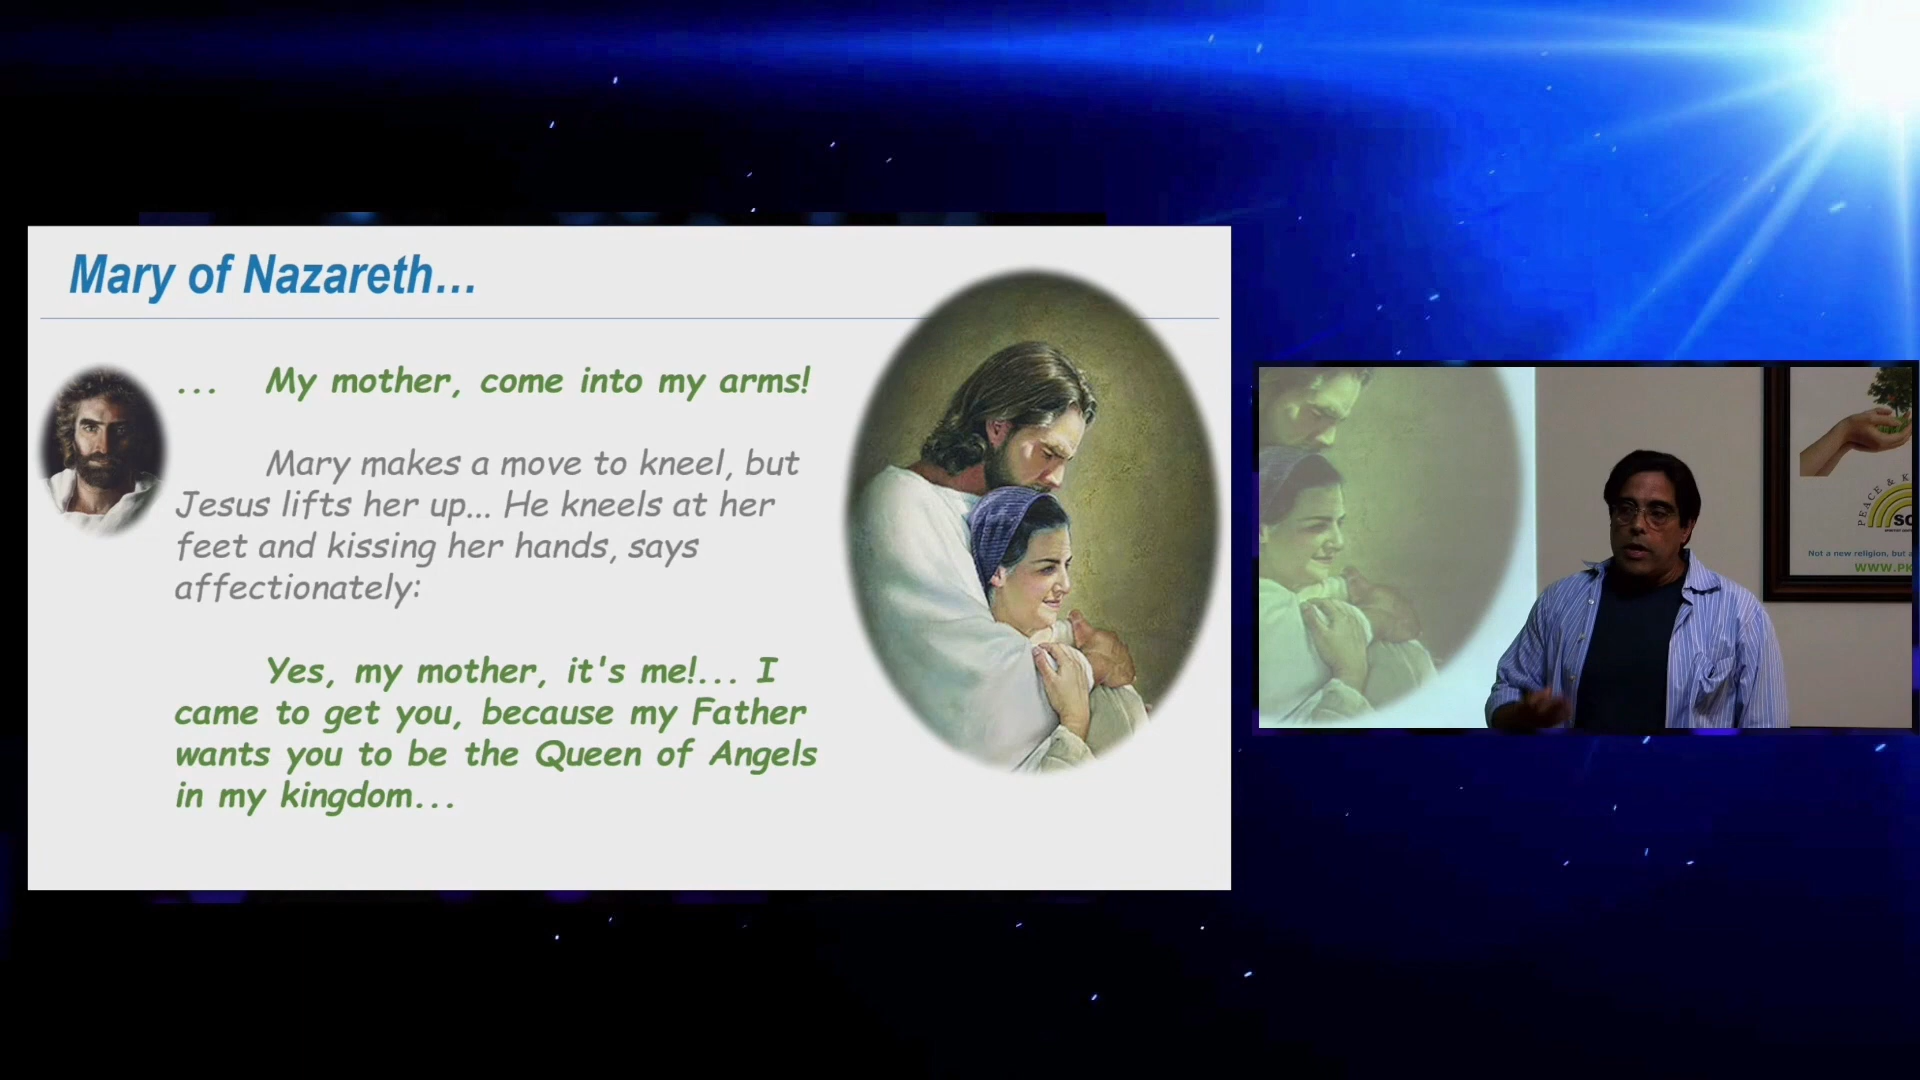 Mary of Nazareth...
... My mother, come into my arms!
Mary makes a move to kneel, but
Jesus lifts her up... He kneels at her
feet and kissing her hands, says
affectionately:
Yes, my mother, it's me!... I
came to get you, because my Father
wants you to be the Queen of Angels
in my kingdom...
PEACE & K
Not a new religion, but
WWW.PK